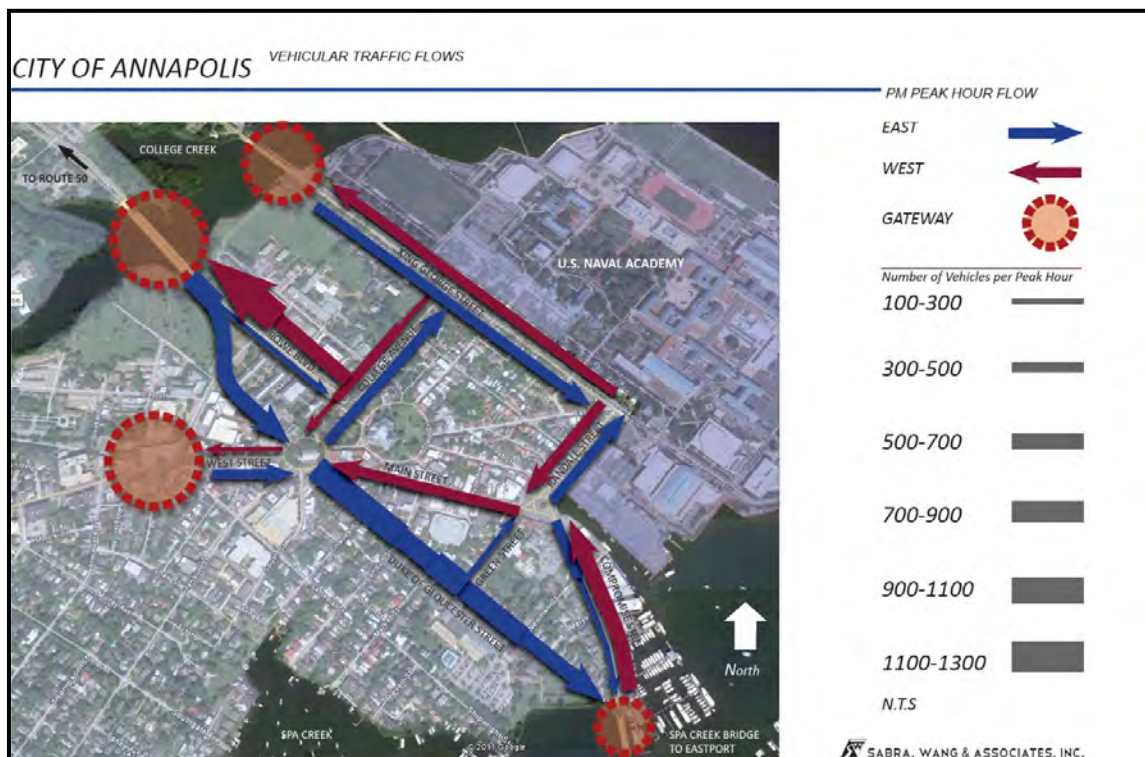 CITY OF ANNAPOLIS
VEHICULAR TRAFFIC FLOWS
PM PEAK HOUR FLOW
EAST
WEST
GATEWAY
Number of Vehicles per Peak Hour
100-300
300-500
500-700
700-900
900-1100
1100-1300
N.T.S
COLLEGE CREEK
TO ROUTE 50
U.S. NAVAL ACADEMY
KING GEORGE STREET
ROWE BLVD
COLLEGE AVENUE
WEST STREET
MAIN STREET
RANDALL STREET
GREEN STREET
DUKE OF GLOUCESTER STREET
COMPROMISE ST
North
SPA CREEK
© 2011 Google
SPA CREEK BRIDGE
TO EASTPORT
SABRA, WANG & ASSOCIATES, INC.